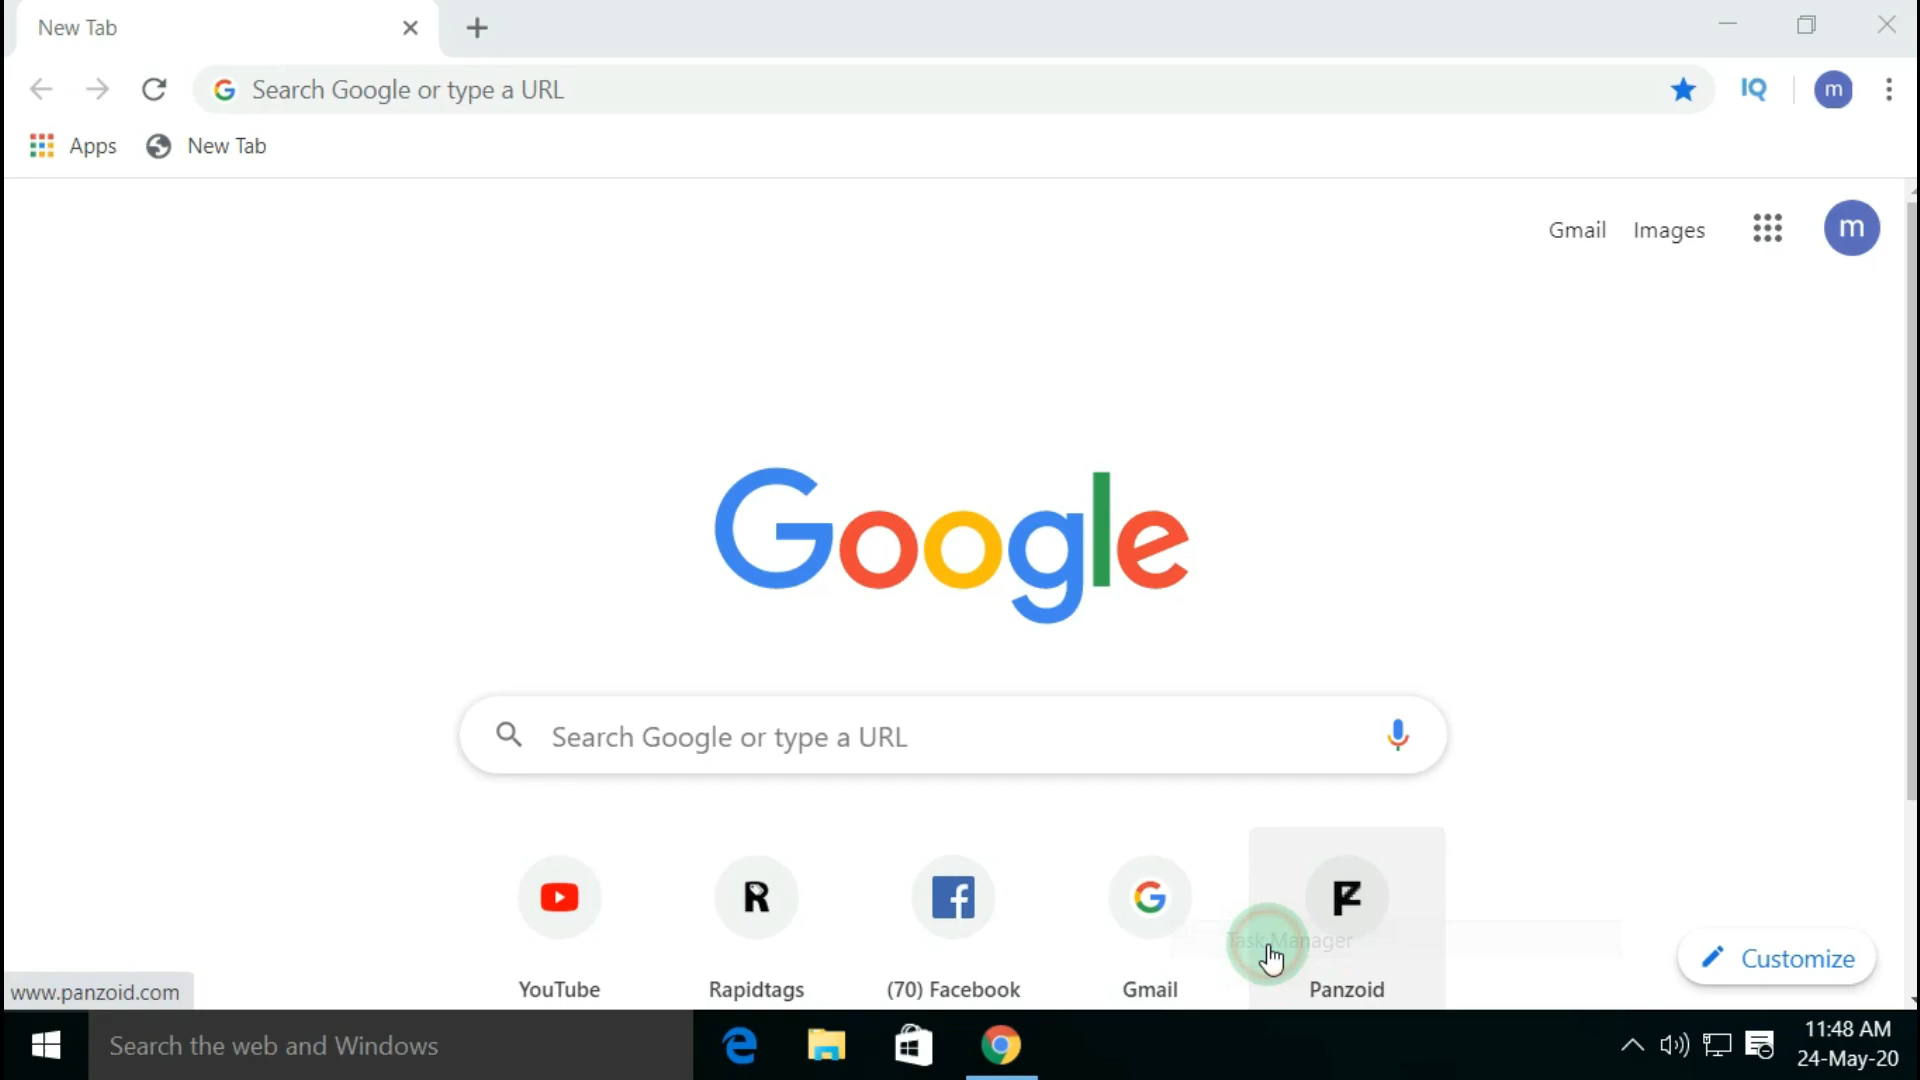 New Tab
Search Google or type a URL
IQ
m
Apps
New Tab
Gmail
Images
m
Google
Search Google or type a URL
R
Task Manager
YouTube
Rapidtags
(70) Facebook
Gmail
Panzoid
Customize
www.panzoid.com
Search the web and Windows
11:48 AM
24-May-20